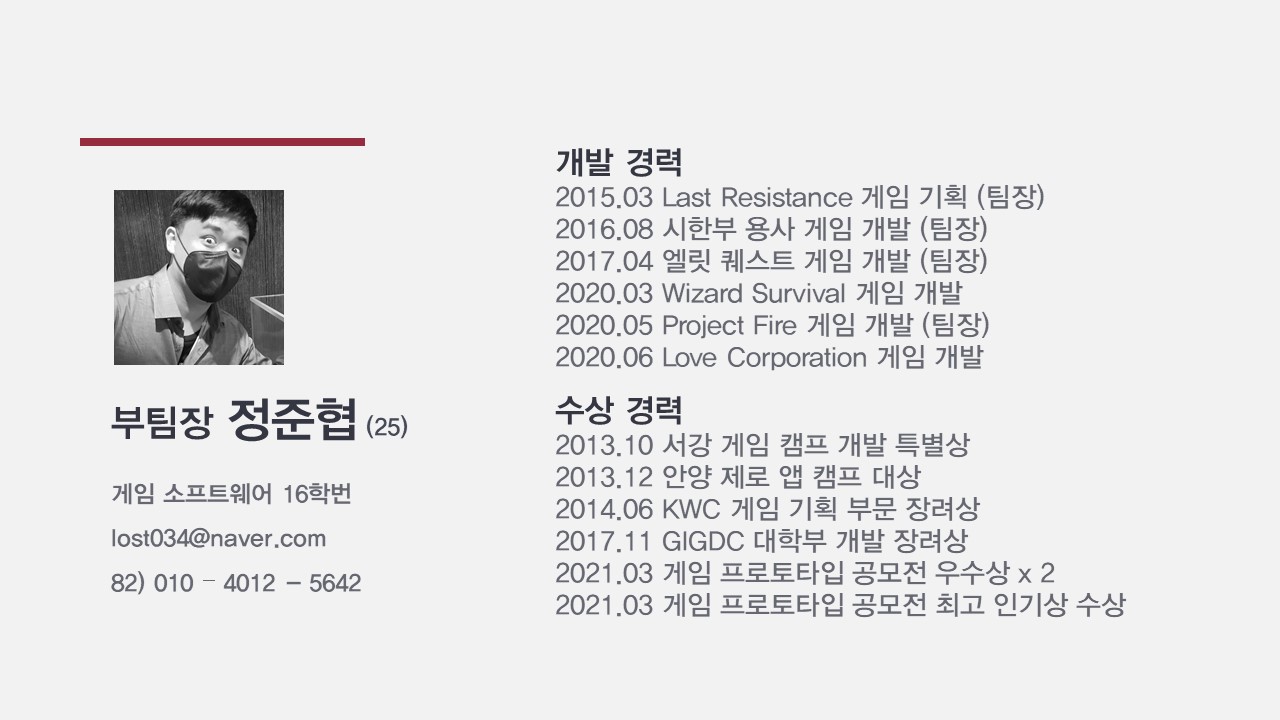 부팀장 정준협 (25)
게임 소프트웨어 16학번
lost034@naver.com
82) 010 – 4012 – 5642
개발 경력
2015.03 Last Resistance 게임 기획 (팀장)
2016.08 시한부 용사 게임 개발 (팀장)
2017.04 엘릿 퀘스트 게임 개발 (팀장)
2020.03 Wizard Survival 게임 개발
2020.05 Project Fire 게임 개발 (팀장)
2020.06 Love Corporation 게임 개발
수상 경력
2013.10 서강 게임 캠프 개발 특별상
2013.12 안양 제로 앱 캠프 대상
2014.06 KWC 게임 기획 부문 장려상
2017.11 GIGDC 대학부 개발 장려상
2021.03 게임 프로토타입 공모전 우수상 x 2
2021.03 게임 프로토타입 공모전 최고 인기상 수상